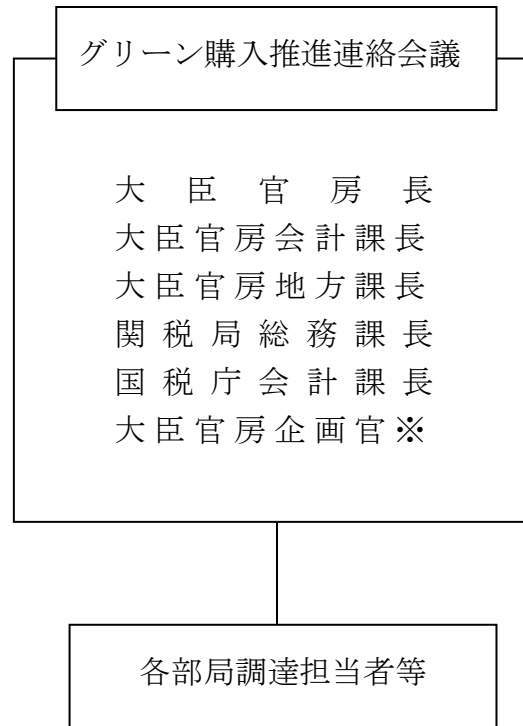 グリーン購入推進連絡会議
大臣官房長
大臣官房会計課長
大臣官房地方課長
関税局総務課長
国税庁会計課長
大臣官房企画官※
各部局調達担当者等